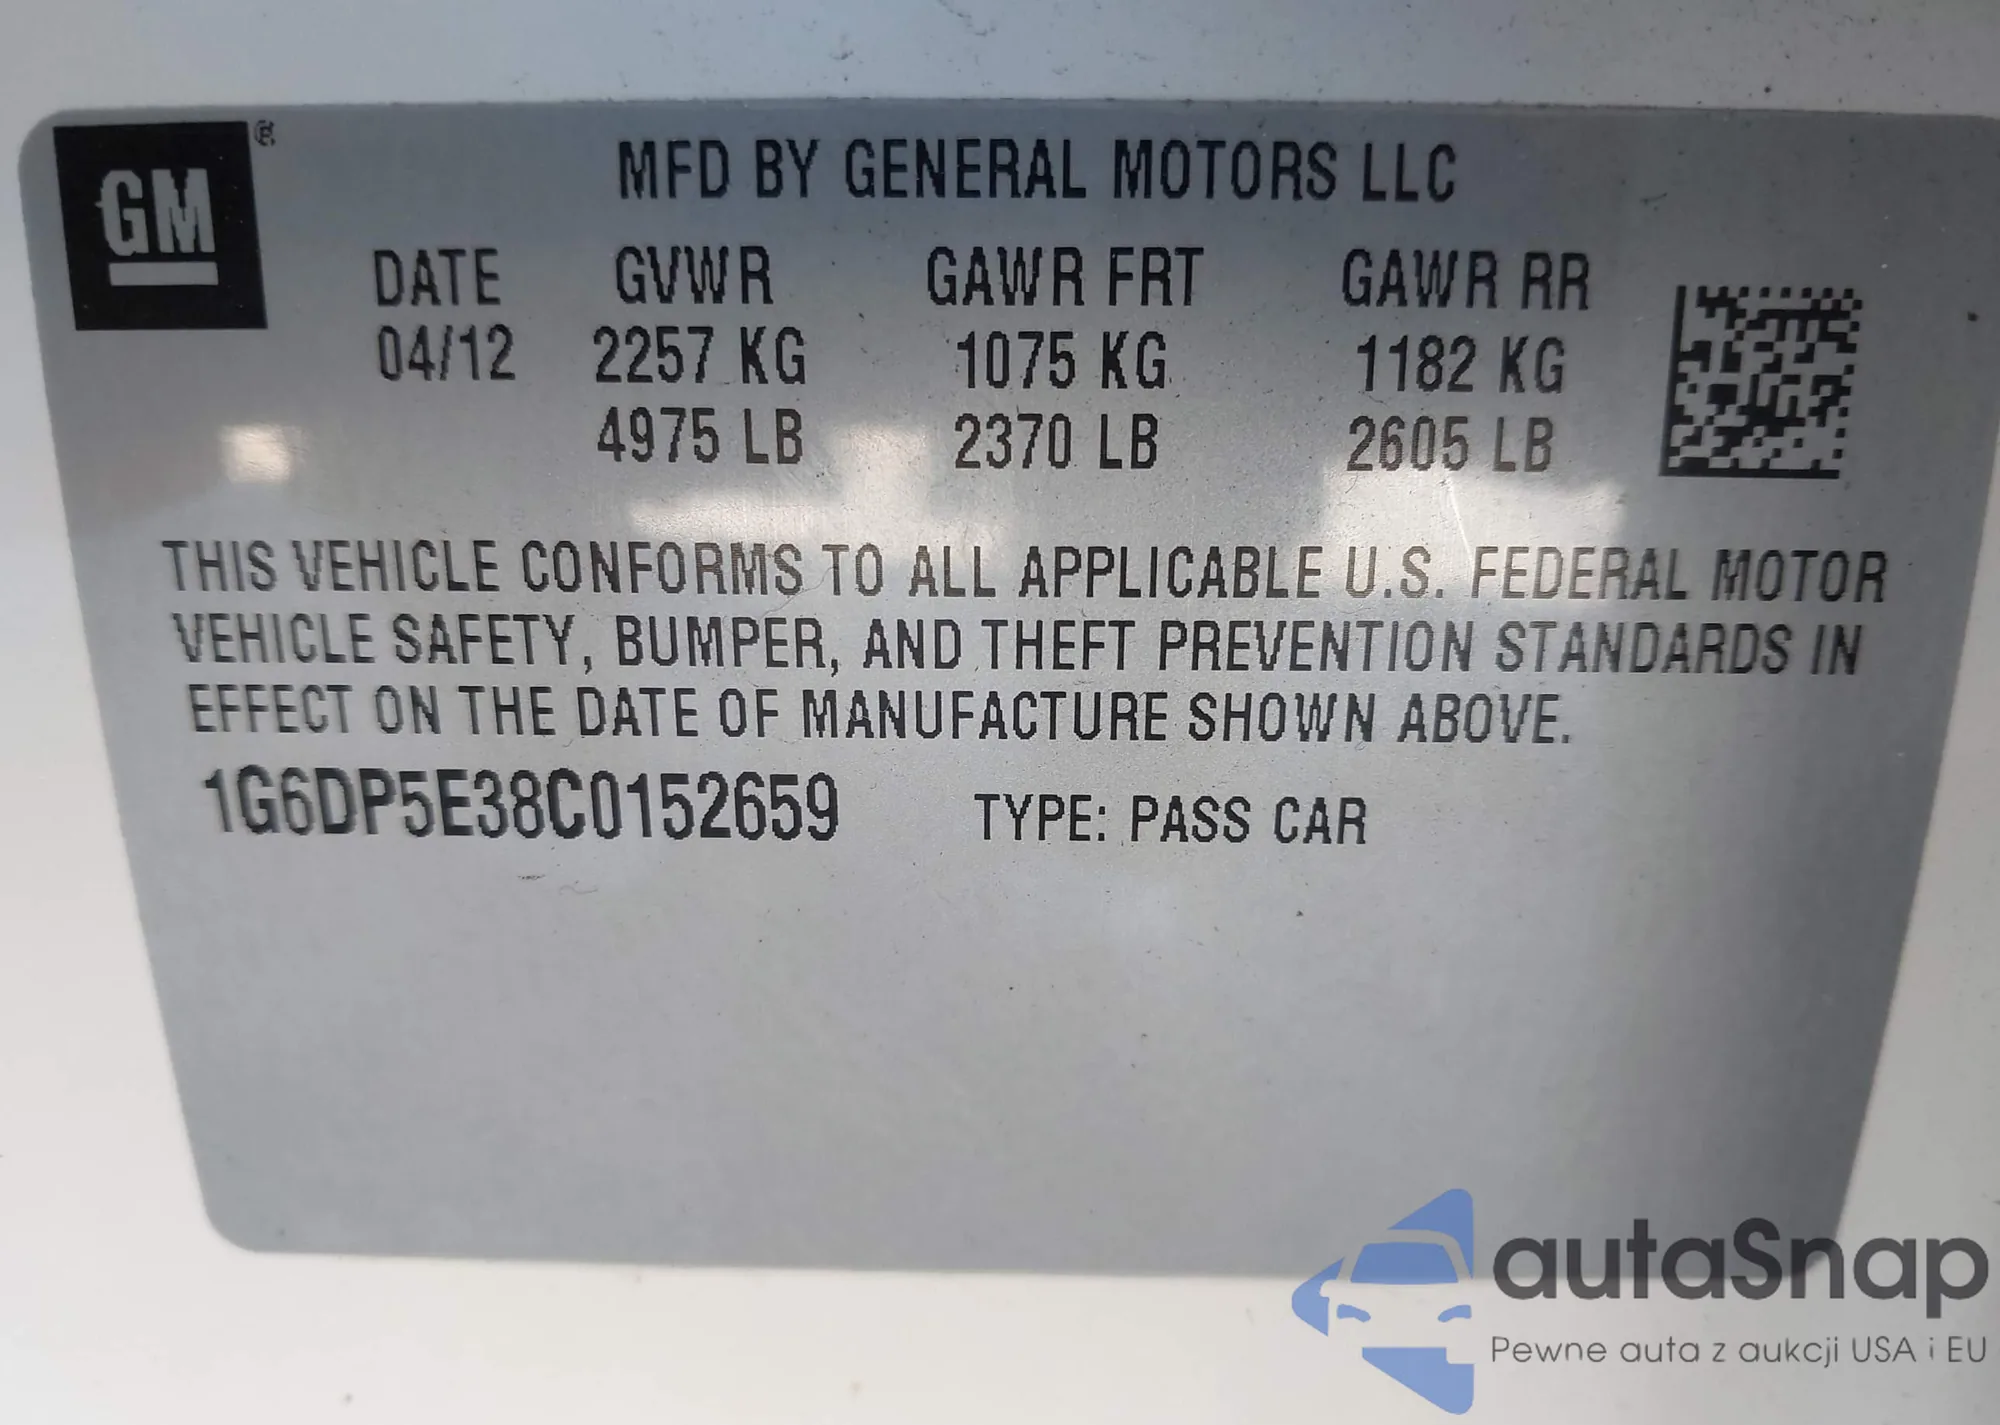 GM ®
MFD BY GENERAL MOTORS LLC
DATE GVWR GAWR FRT GAWR RR
04/12 2257 KG 1075 KG 1182 KG
4975 LB 2370 LB 2605 LB
THIS VEHICLE CONFORMS TO ALL APPLICABLE U.S. FEDERAL MOTOR
VEHICLE SAFETY, BUMPER, AND THEFT PREVENTION STANDARDS IN
EFFECT ON THE DATE OF MANUFACTURE SHOWN ABOVE.
1G6DP5E38C0152659 TYPE: PASS CAR
autaSnap
Pewne auta z aukcji USA i EU